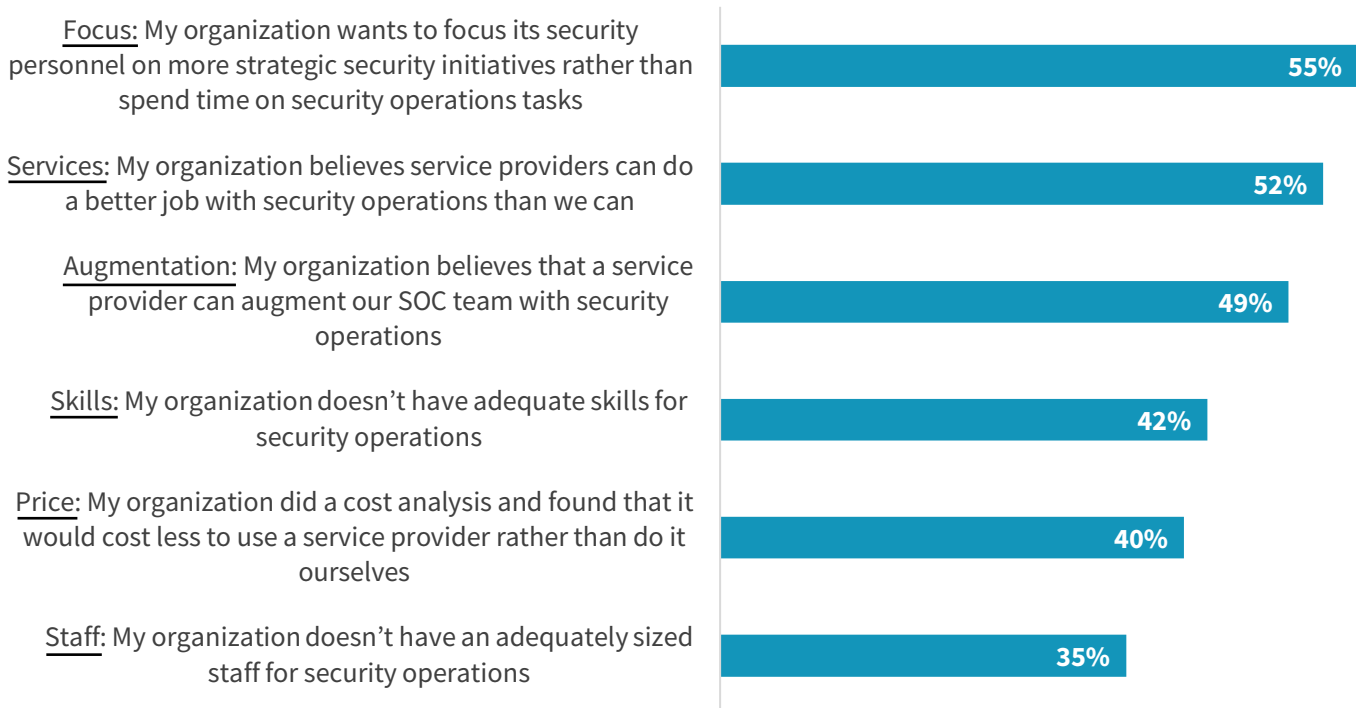 Focus: My organization wants to focus its security
personnel on more strategic security initiatives rather than
spend time on security operations tasks
55%
Services: My organization believes service providers can do
a better job with security operations than we can
52%
Augmentation: My organization believes that a service
provider can augment our SOC team with security
operations
49%
Skills: My organization doesn’t have adequate skills for
security operations
42%
Price: My organization did a cost analysis and found that it
would cost less to use a service provider rather than do it
ourselves
40%
Staff: My organization doesn’t have an adequately sized
staff for security operations
35%